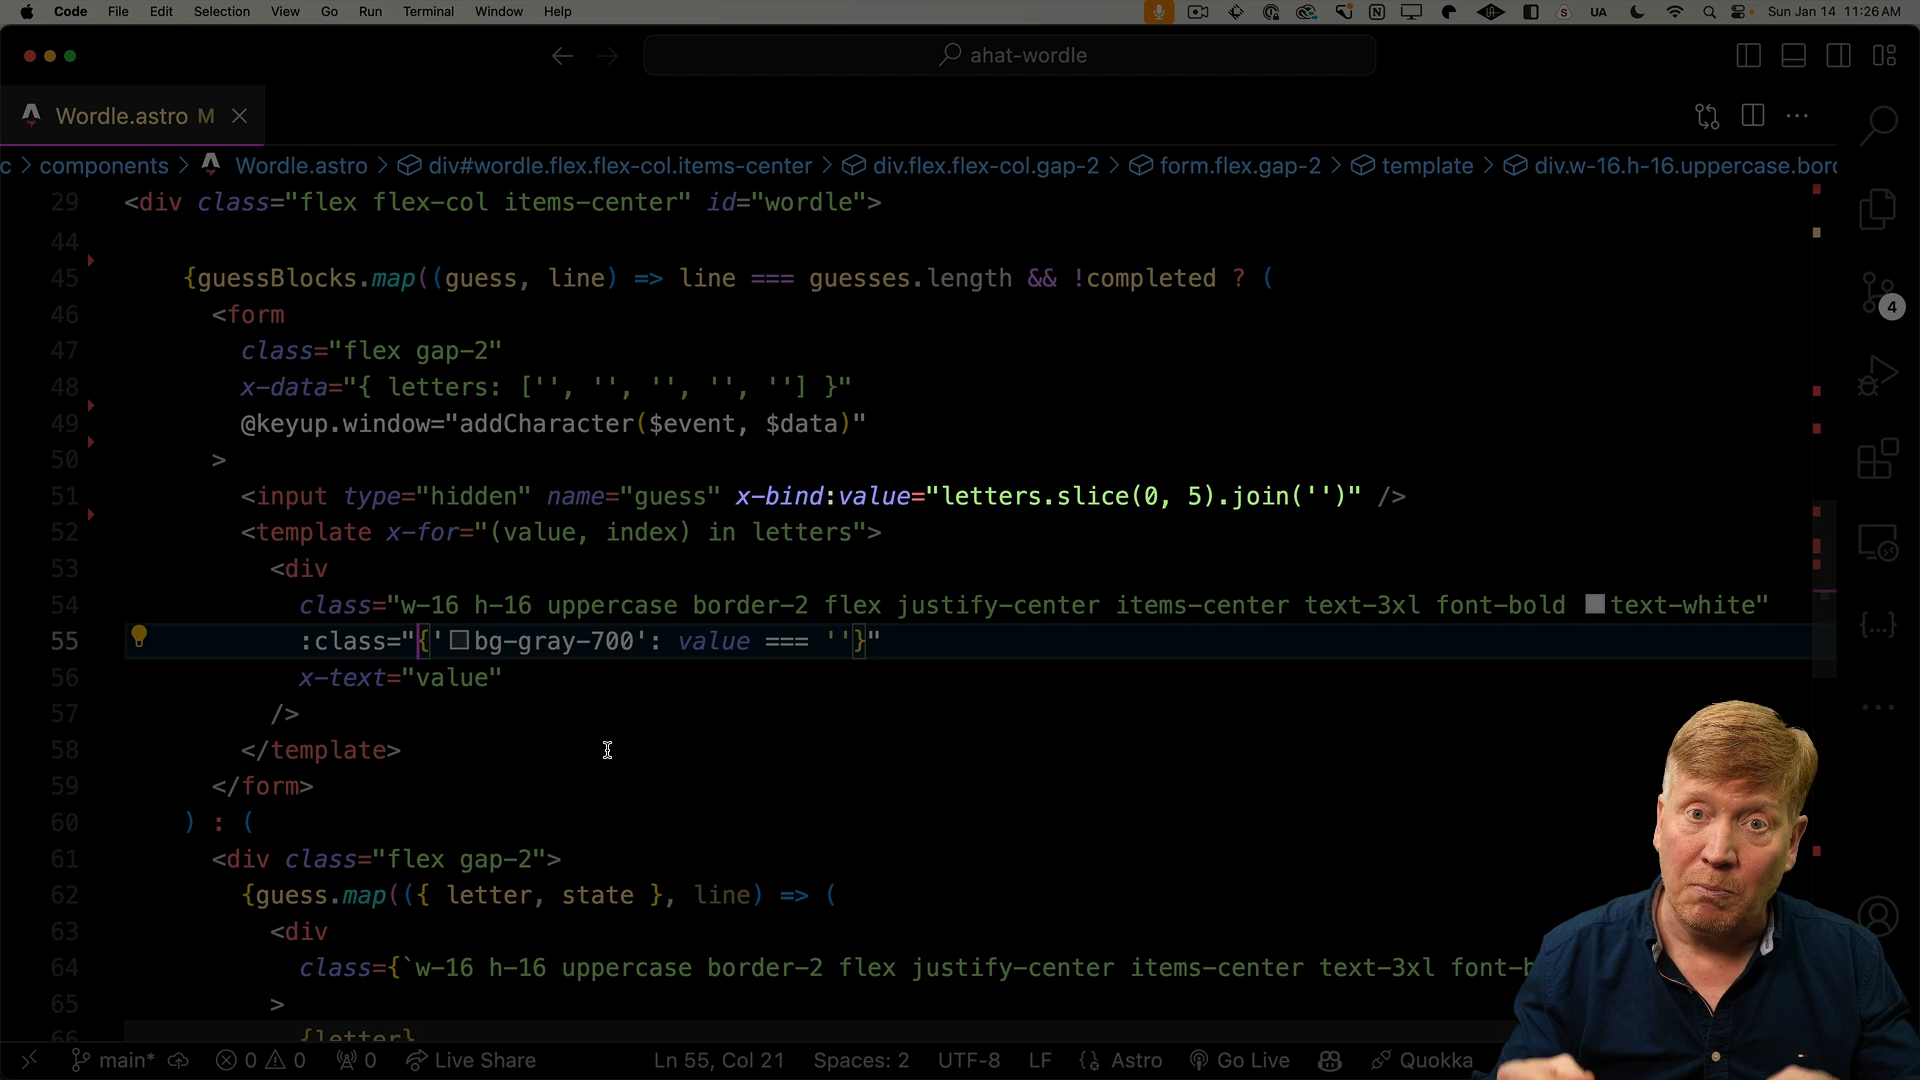 Code File Edit Selection View Go Run Terminal Window Help UA Sun Jan 14 11:26 AM
ahat-wordle
Wordle.astro M
c > components > Wordle.astro > div#wordle.flex.flex-col.items-center > div.flex.flex-col.gap-2 > form.flex.gap-2 > template > div.w-16.h-16.uppercase.bor
29 <div class="flex flex-col items-center" id="wordle">
44
45 {guessBlocks.map((guess, line) => line === guesses.length && !completed ? (
46 <form
47 class="flex gap-2"
48 x-data="{ letters: ['', '', '', '', ''] }"
49 @keyup.window="addCharacter($event, $data)"
50 >
51 <input type="hidden" name="guess" x-bind:value="letters.slice(0, 5).join('')" />
52 <template x-for="(value, index) in letters">
53 <div
54 class="w-16 h-16 uppercase border-2 flex justify-center items-center text-3xl font-bold text-white"
55 :class="{'bg-gray-700': value === ''}"
56 x-text="value"
57 />
58 </template>
59 </form>
60 ) : (
61 <div class="flex gap-2">
62 {guess.map(({ letter, state }, line) => (
63 <div
64 class={`w-16 h-16 uppercase border-2 flex justify-center items-center text-3xl font-b
65 >
66 {letter}
main* 0 0 0 Live Share Ln 55, Col 21 Spaces: 2 UTF-8 LF Astro Go Live Quokka
4